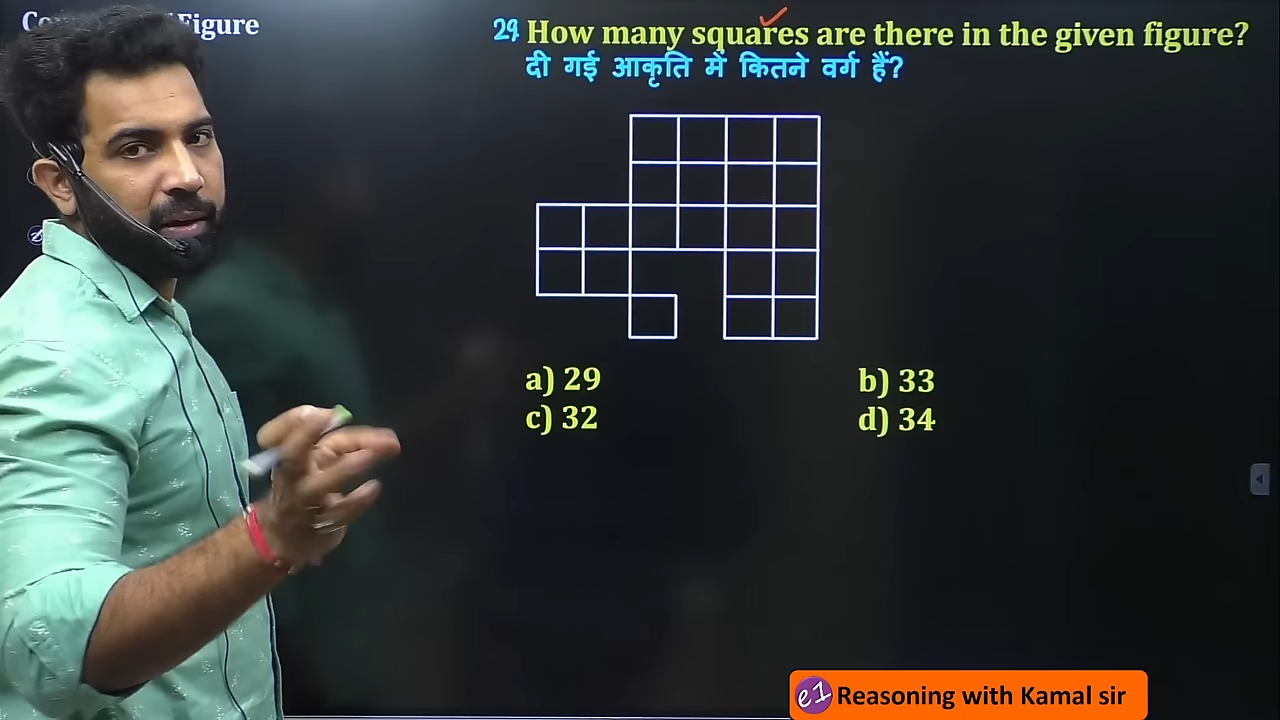 Figure
29 How many squares are there in the given figure?
दी गई आकृति में कितने वर्ग हैं?
a) 29
b) 33
c) 32
d) 34
e1 Reasoning with Kamal sir